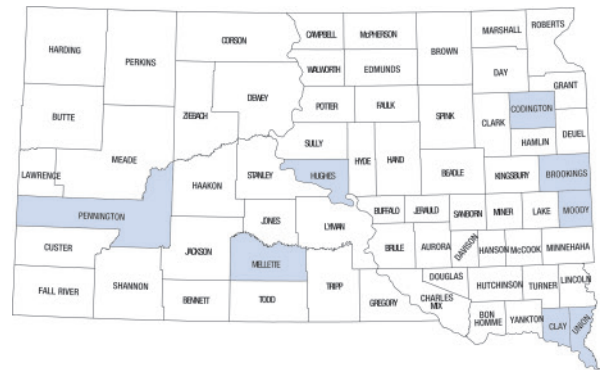 HARDING
PERKINS
CORSON
CAMPBELL
McPHERSON
BROWN
MARSHALL
ROBERTS
WALWORTH
EDMUNDS
DAY
GRANT
BUTTE
ZIEBACH
DEWEY
POTTER
FAULK
SPINK
CLARK
CODINGTON
HAMLIN
DEUEL
MEADE
SULLY
LAWRENCE
HAAKON
STANLEY
HUGHES
HYDE
HAND
BEADLE
KINGSBURY
BROOKINGS
PENNINGTON
JONES
LYMAN
BUFFALO
JERAULD
SANBORN
MINER
LAKE
MOODY
CUSTER
JACKSON
MELLETTE
BRULE
AURORA
DAVISON
HANSON
McCOOK
MINNEHAHA
FALL RIVER
SHANNON
BENNETT
TODD
TRIPP
GREGORY
CHARLES
MIX
DOUGLAS
HUTCHINSON
TURNER
LINCOLN
BON
HOMME
YANKTON
CLAY
UNION